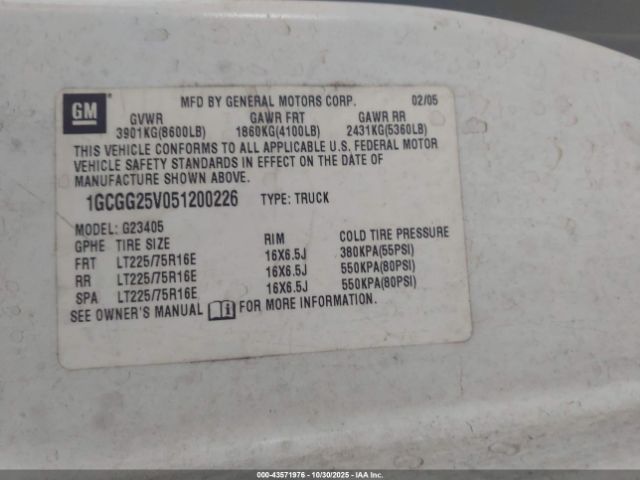 GM
MFD BY GENERAL MOTORS CORP. 02/05
GVWR GAWR FRT GAWR RR
3901KG(8600LB) 1860KG(4100LB) 2431KG(5360LB)
THIS VEHICLE CONFORMS TO ALL APPLICABLE U.S. FEDERAL MOTOR
VEHICLE SAFETY STANDARDS IN EFFECT ON THE DATE OF
MANUFACTURE SHOWN ABOVE.
1GCGG25V051200226 TYPE: TRUCK
MODEL: G23405
GPHE TIRE SIZE RIM COLD TIRE PRESSURE
FRT LT225/75R16E 16X6.5J 380KPA(55PSI)
RR LT225/75R16E 16X6.5J 550KPA(80PSI)
SPA LT225/75R16E 16X6.5J 550KPA(80PSI)
SEE OWNER'S MANUAL FOR MORE INFORMATION.
000-43571976 - 10/30/2025 - IAA Inc.